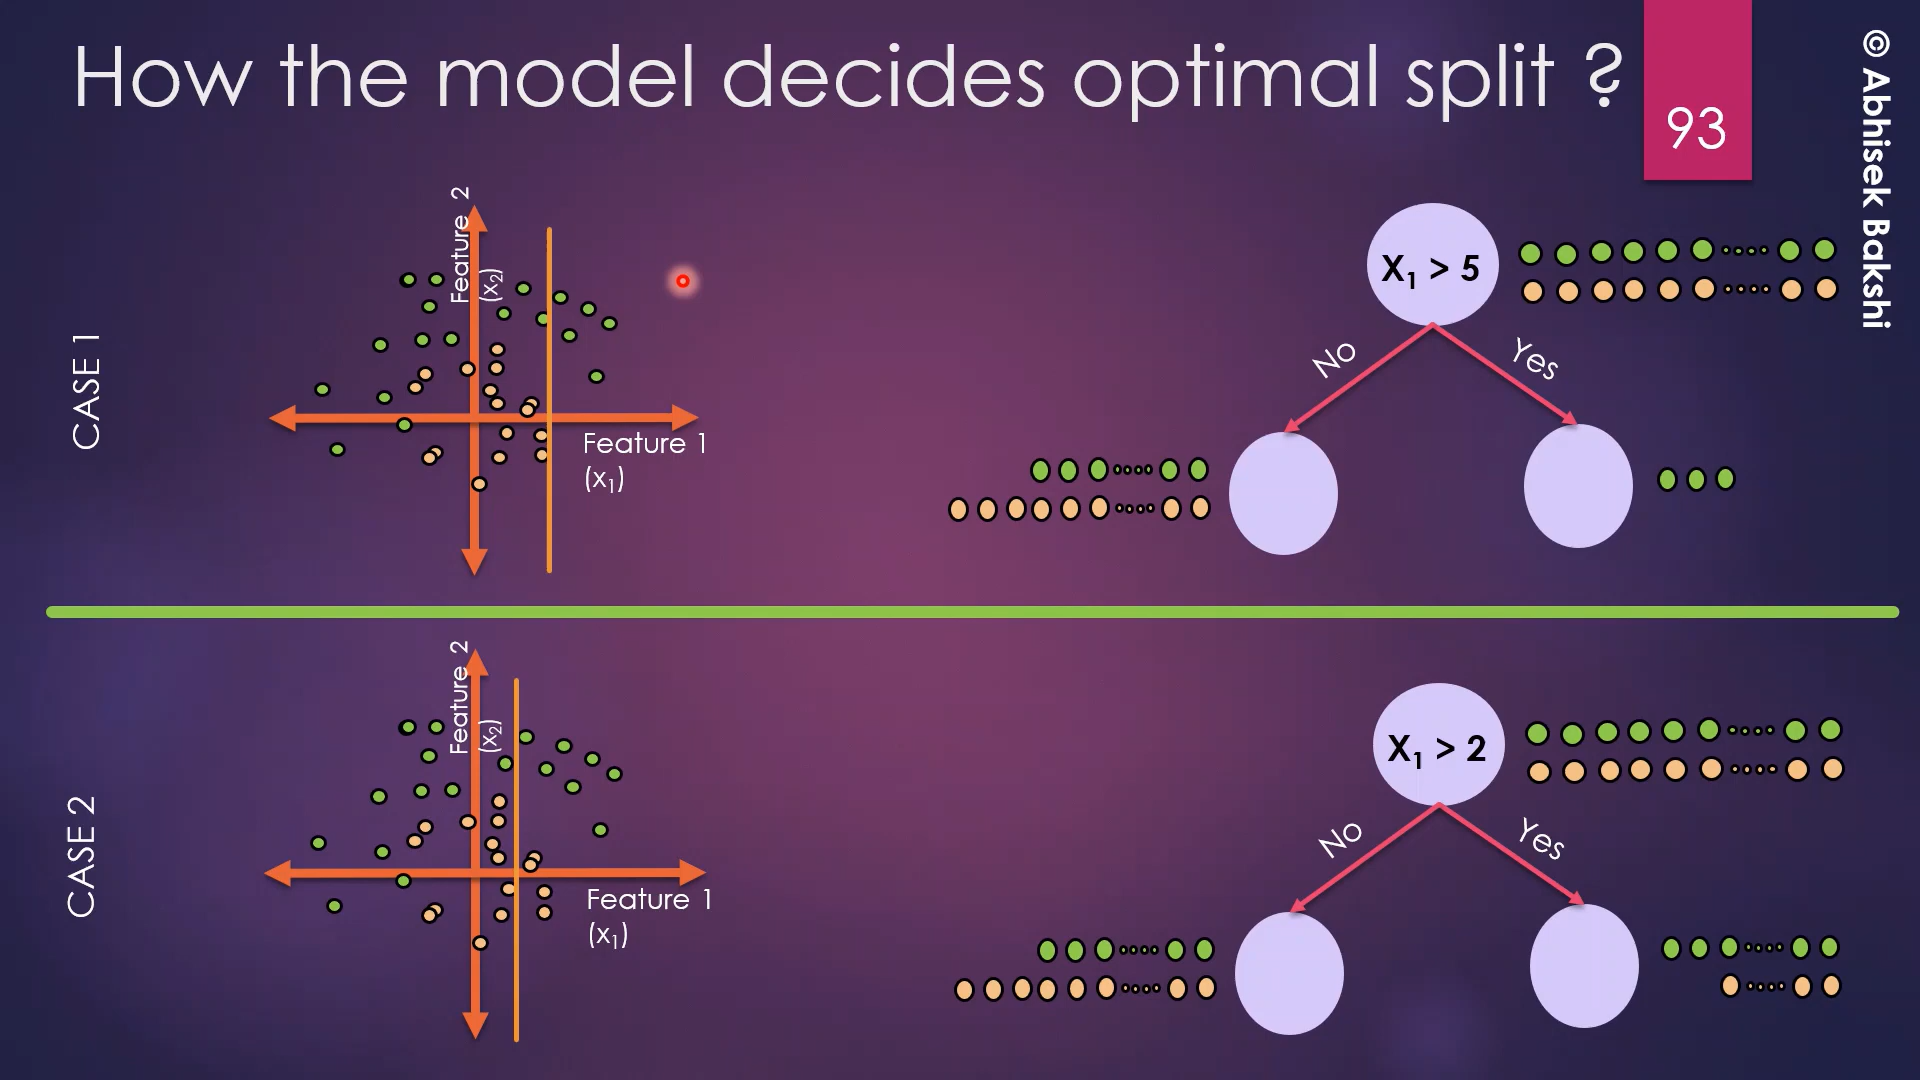 How the model decides optimal split ?
93
© Abhisek Bakshi
CASE 1
Feature 2
(x₂)
Feature 1
(x₁)
X₁ > 5
No
Yes
CASE 2
Feature 2
(x₂)
Feature 1
(x₁)
X₁ > 2
No
Yes